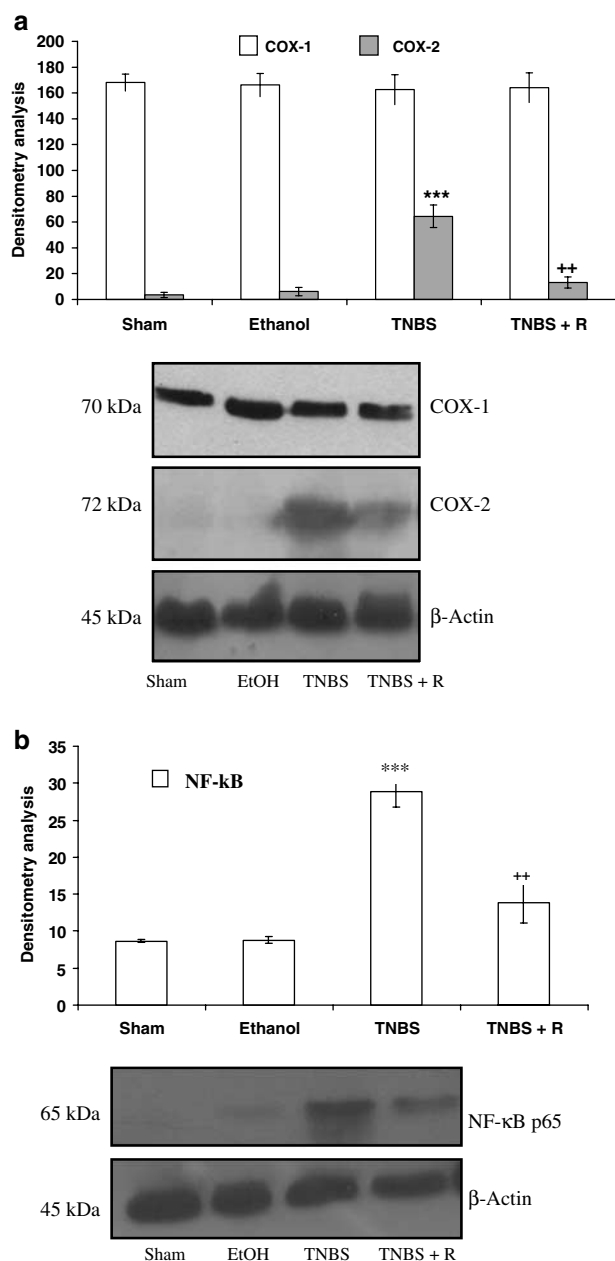 a
COX-1 COX-2
Densitometry analysis
200
180
160
140
120
100
80
60
40
20
0
***
++
Sham Ethanol TNBS TNBS + R
70 kDa COX-1
72 kDa COX-2
45 kDa β-Actin
Sham EtOH TNBS TNBS + R
b
NF-kB
Densitometry analysis
35
30
25
20
15
10
5
0
***
++
Sham Ethanol TNBS TNBS + R
65 kDa NF-κB p65
45 kDa β-Actin
Sham EtOH TNBS TNBS + R